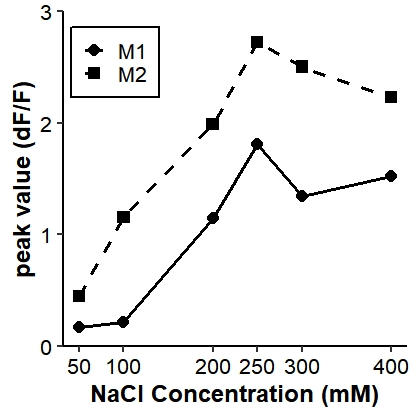 peak value (dF/F)
3
2
1
0
M1
M2
50 100 200 250 300 400
NaCl Concentration (mM)